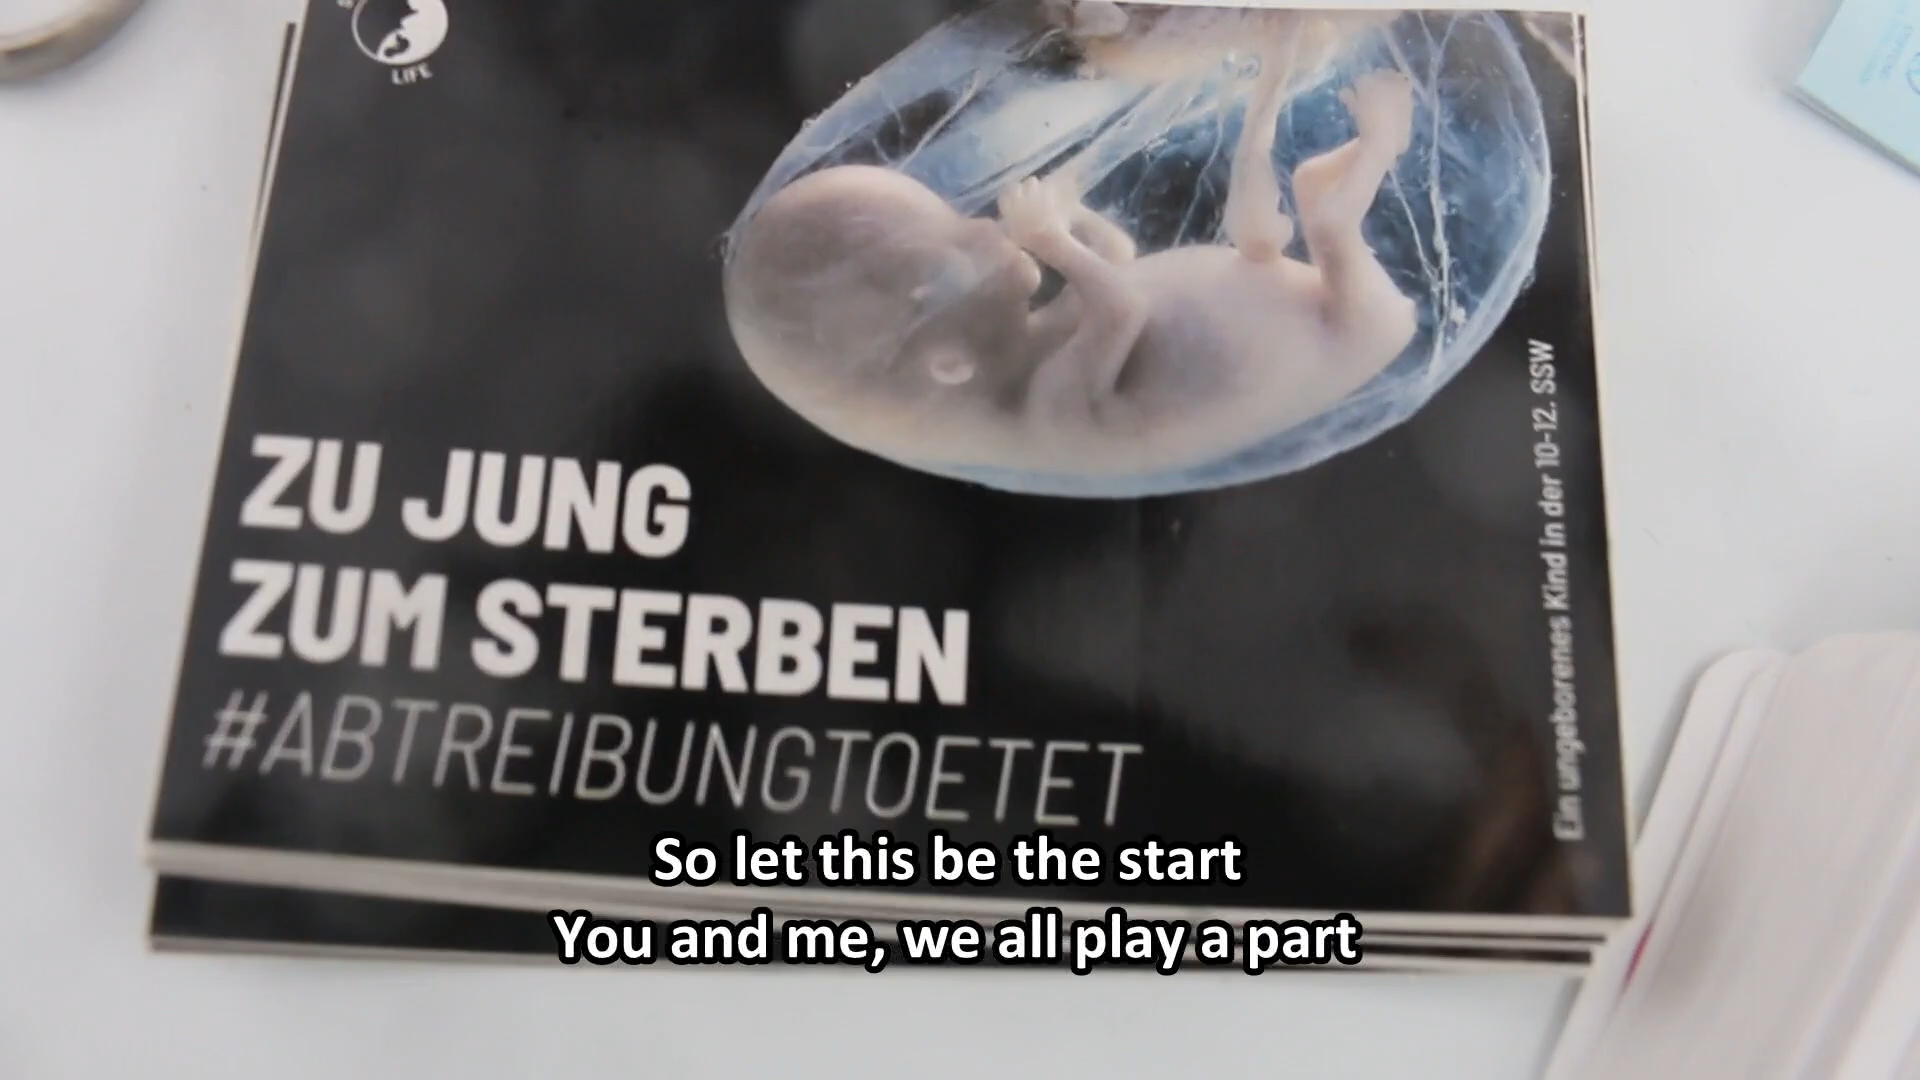 LIFE
ZU JUNG
ZUM STERBEN
#ABTREIBUNGTOETET
Ein ungeborenes Kind in der 10-12. SSW
So let this be the start
You and me, we all play a part